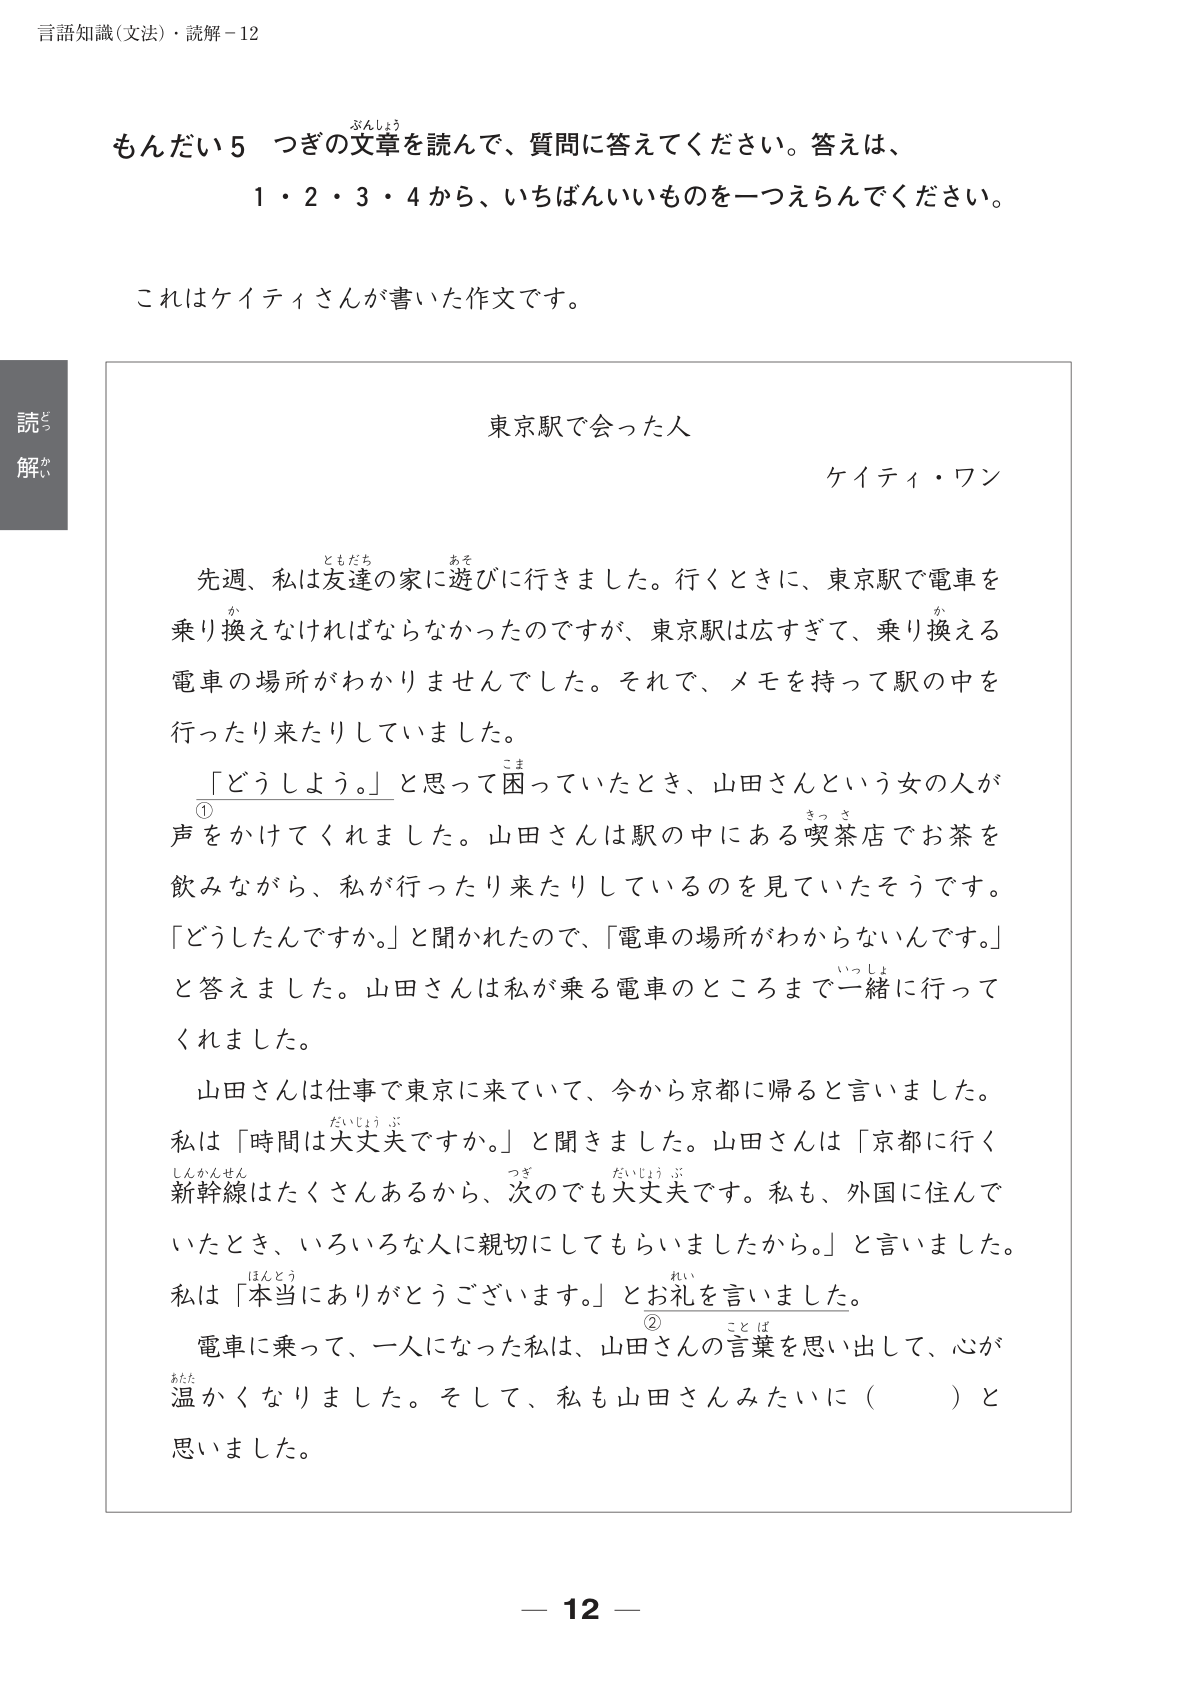 言語知識(文法)・読解－12
もんだい5　つぎの文章を読んで、質問に答えてください。答えは、
1・2・3・4から、いちばんいいものを一つえらんでください。
これはケイティさんが書いた作文です。
読解
東京駅で会った人
ケイティ・ワン
先週、私は友達の家に遊びに行きました。行くときに、東京駅で電車を
乗り換えなければならなかったのですが、東京駅は広すぎて、乗り換える
電車の場所がわかりませんでした。それで、メモを持って駅の中を
行ったり来たりしていました。
①「どうしよう。」と思って困っていたとき、山田さんという女の人が
声をかけてくれました。山田さんは駅の中にある喫茶店でお茶を
飲みながら、私が行ったり来たりしているのを見ていたそうです。
「どうしたんですか。」と聞かれたので、「電車の場所がわからないんです。」
と答えました。山田さんは私が乗る電車のところまで一緒に行って
くれました。
山田さんは仕事で東京に来ていて、今から京都に帰ると言いました。
私は「時間は大丈夫ですか。」と聞きました。山田さんは「京都に行く
新幹線はたくさんあるから、次のでも大丈夫です。私も、外国に住んで
いたとき、いろいろな人に親切にしてもらいましたから。」と言いました。
私は「本当にありがとうございます。」と②お礼を言いました。
電車に乗って、一人になった私は、山田さんの言葉を思い出して、心が
温かくなりました。そして、私も山田さんみたいに（　　　）と
思いました。
― 12 ―